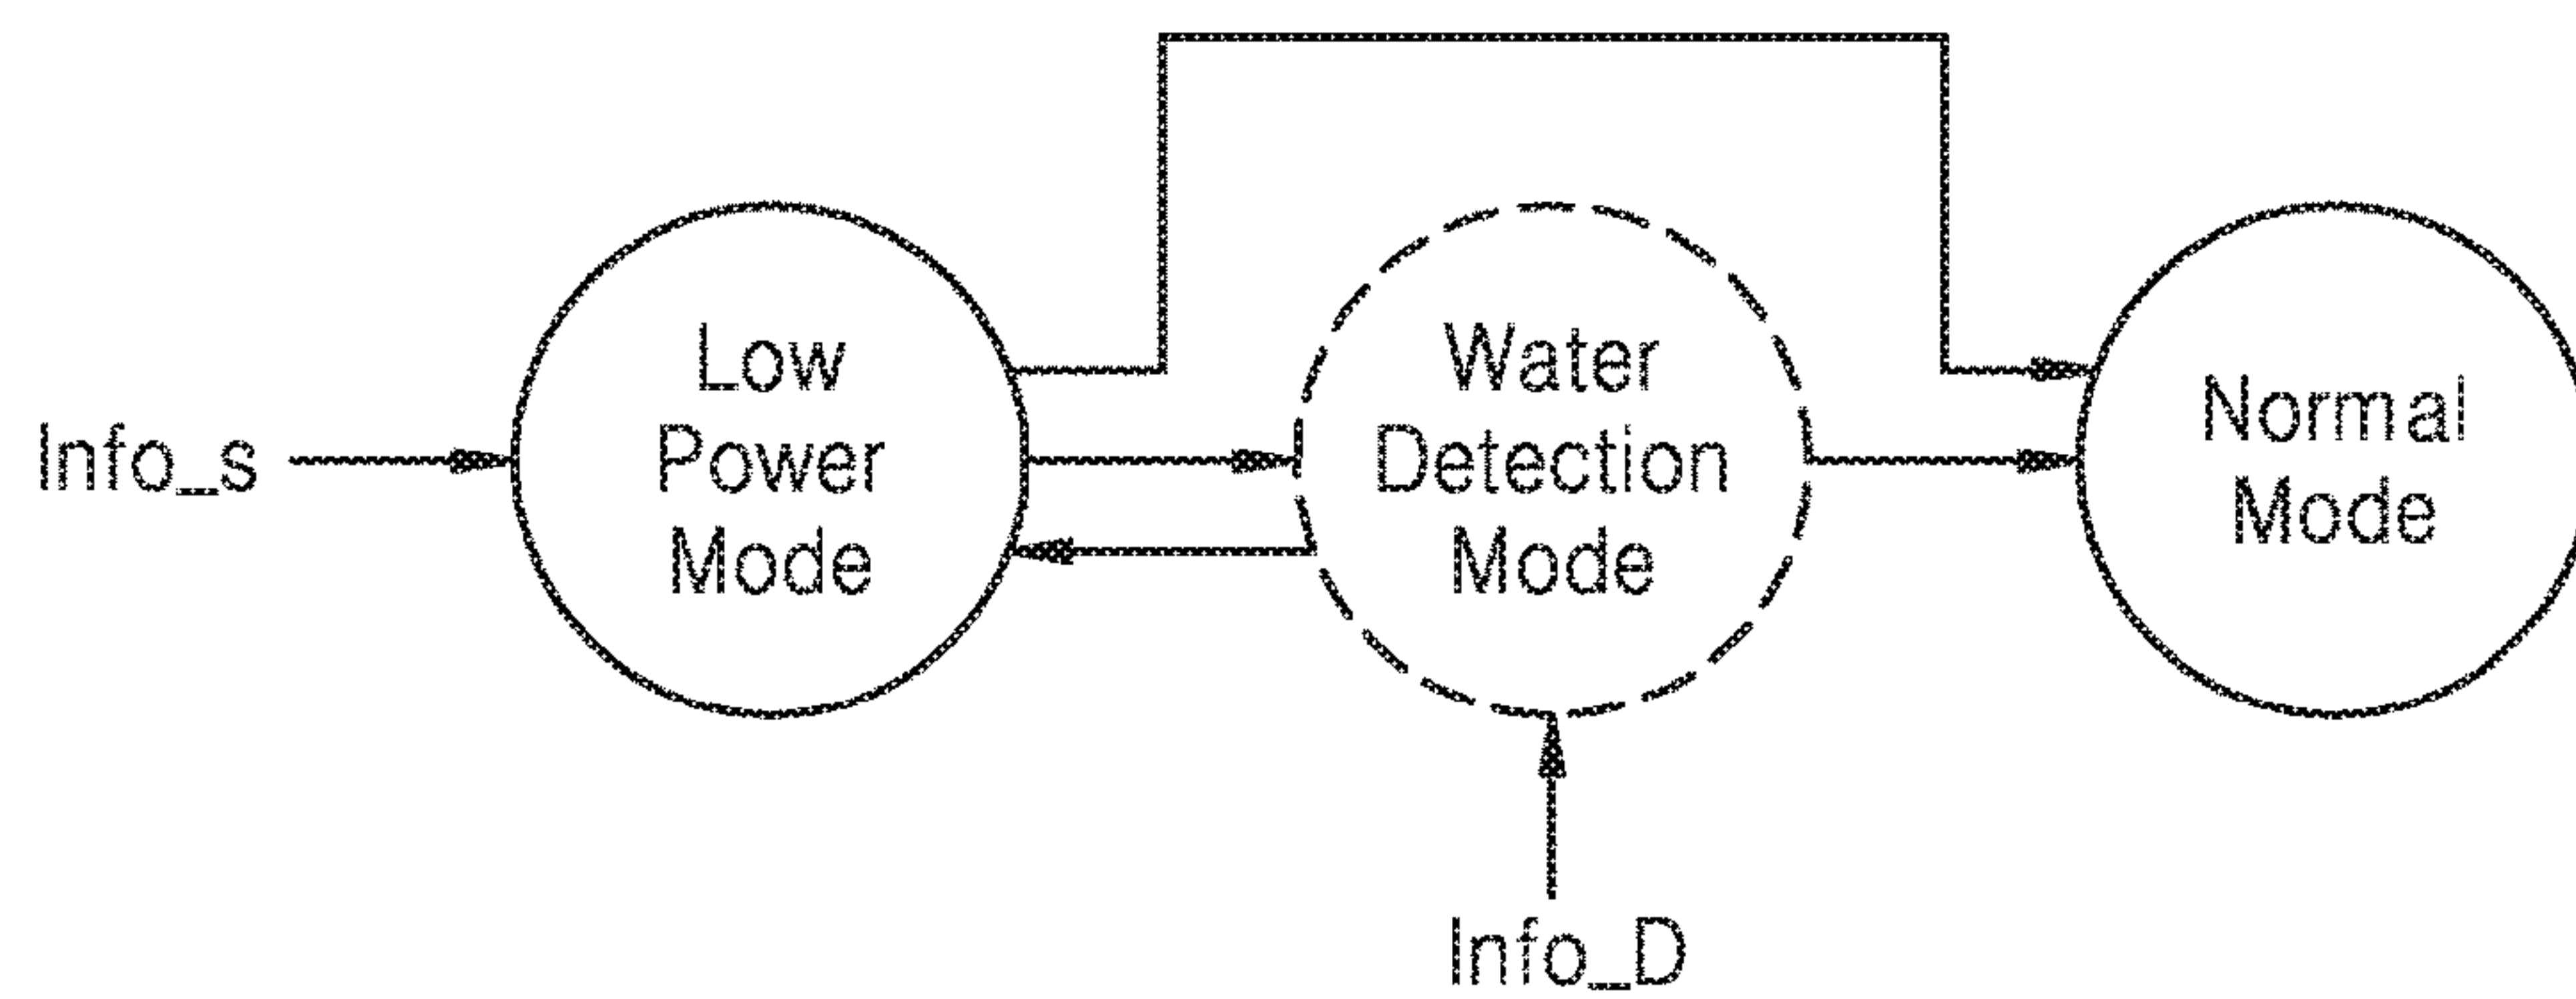 Info_s
Low
Power
Mode
Water
Detection
Mode
Normal
Mode
Info_D